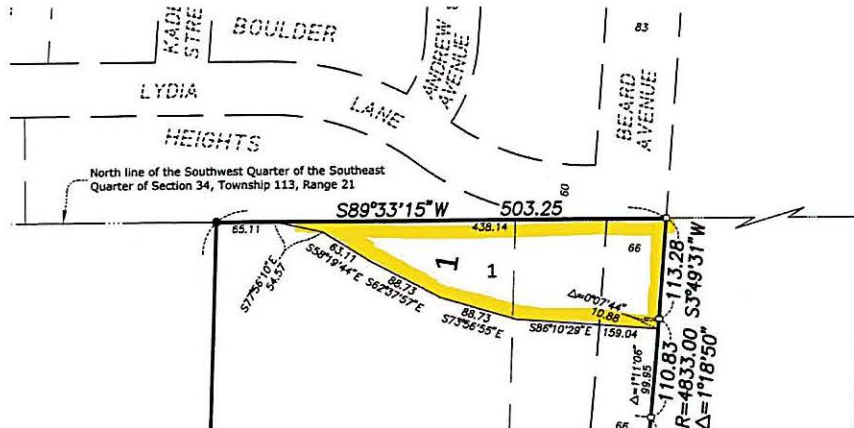 KADI
STRE
BOULDER
ANDREW
AVENUE
83
LYDIA
LANE
BEARD
AVENUE
HEIGHTS
North line of the Southwest Quarter of the Southeast
Quarter of Section 34, Township 113, Range 21
60
S89°33'15"W 503.25
65.11
438.14
66
S77°56'10"E
54.57
63.11
S58°19'44"E
88.73
S62°37'57"E
88.73
S73°56'55"E
1
1
Δ=0°07'44"
10.88
S86°10'29"E 159.04
113.28
S3°49'31"W
Δ=1°11'06"
99.95
110.83
R=4833.00
Δ=1°18'50"
66